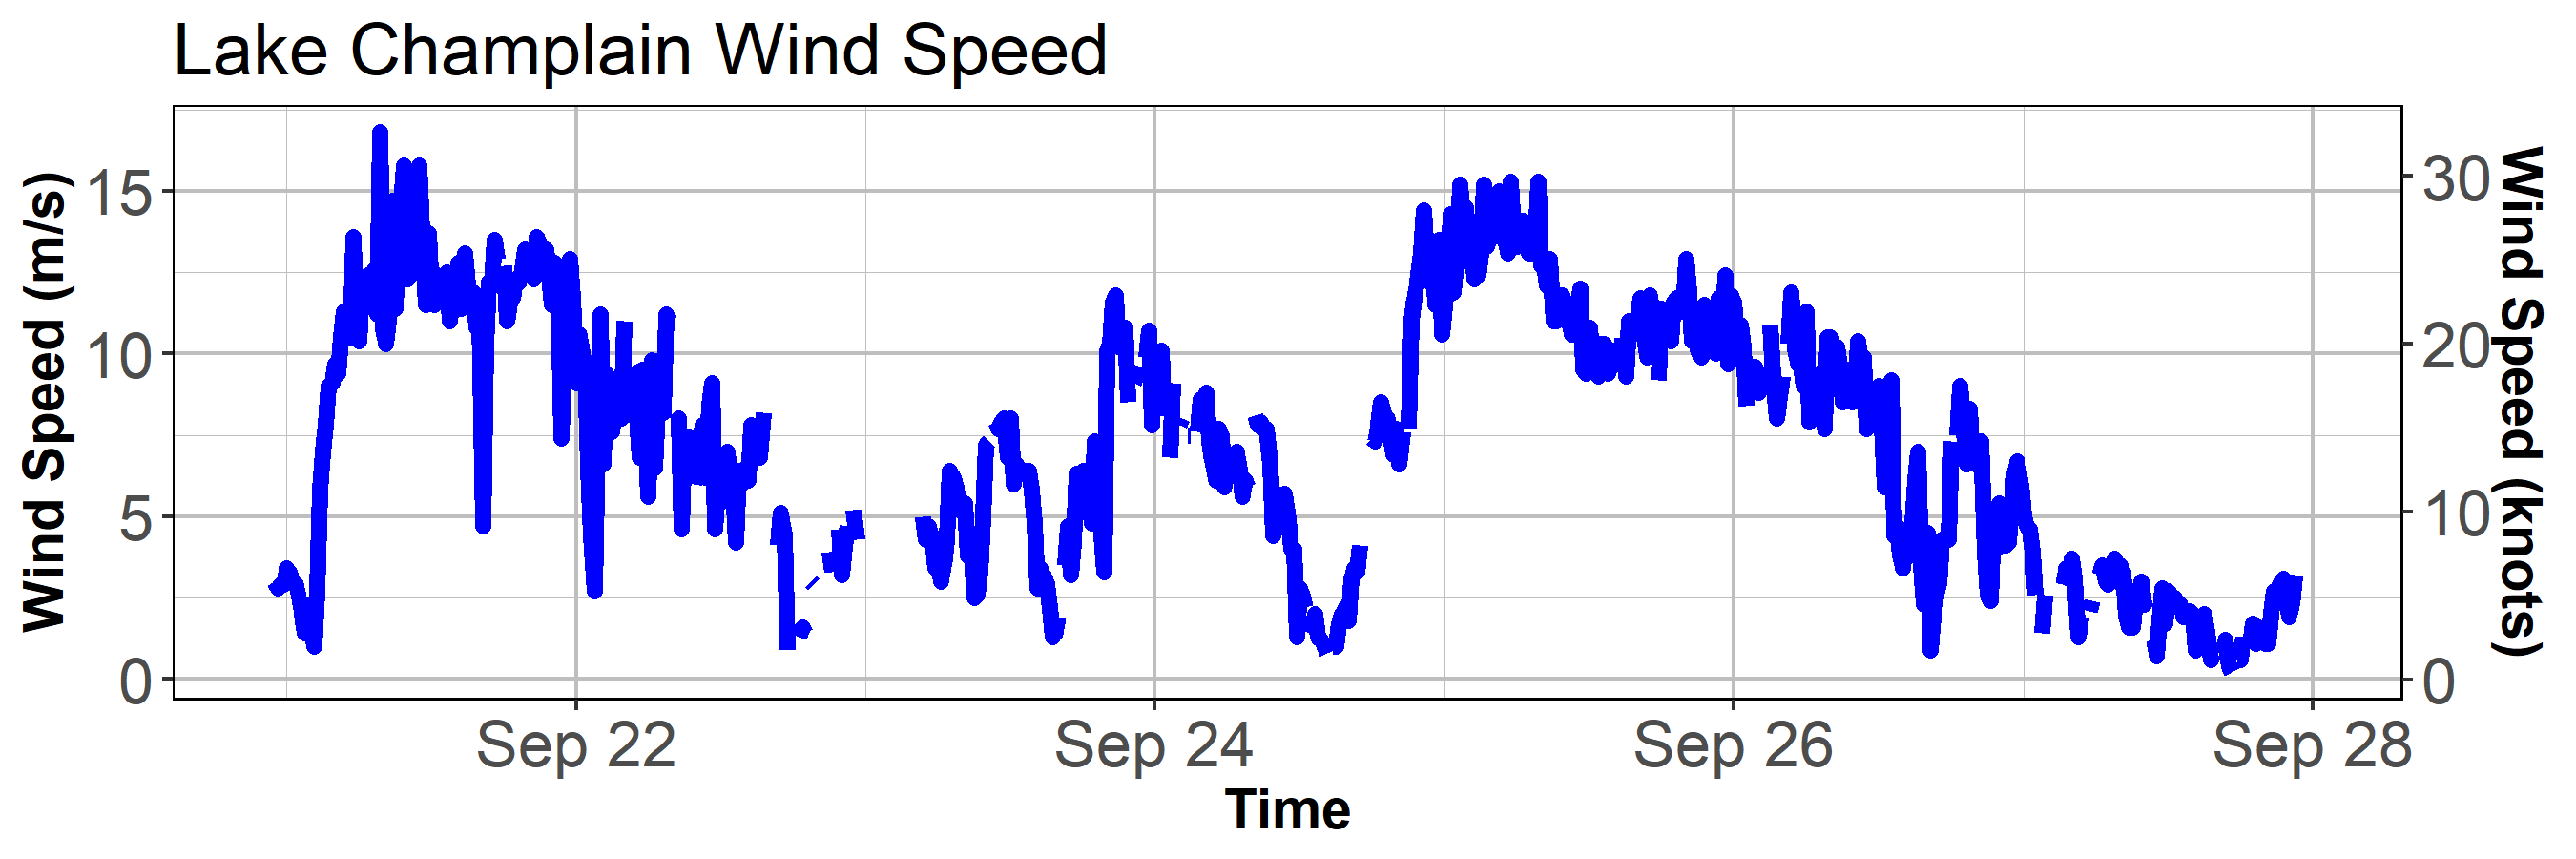 Lake Champlain Wind Speed
Wind Speed (m/s)
15
10
5
0
30
20
10
0
Wind Speed (knots)
Sep 22
Sep 24
Sep 26
Sep 28
Time